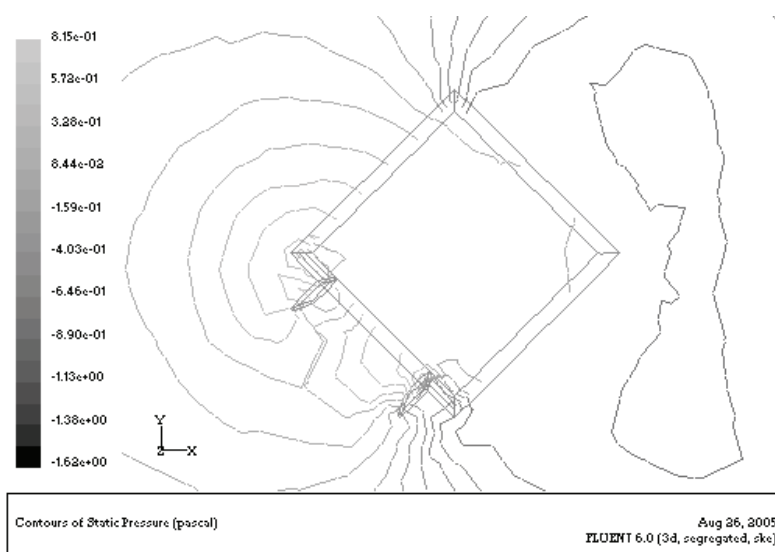 8.15e-01
5.72e-01
3.28e-01
8.44e-02
-1.59e-01
-4.03e-01
-6.46e-01
-8.90e-01
-1.13e+00
-1.38e+00
-1.62e+00
Y
Z X
Contours of Static Pressure (pascal)
Aug 26, 2005
FLUENT 6.0 (3d, segregated, ske)